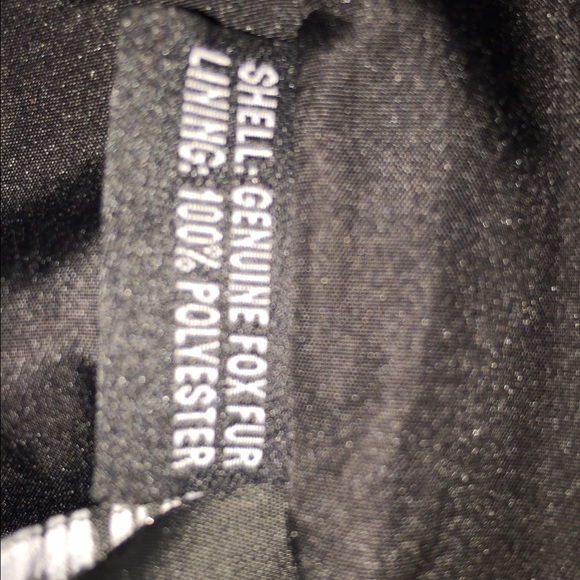 SHELL- GENUINE FOX FUR
LINING: 100% POLYESTER